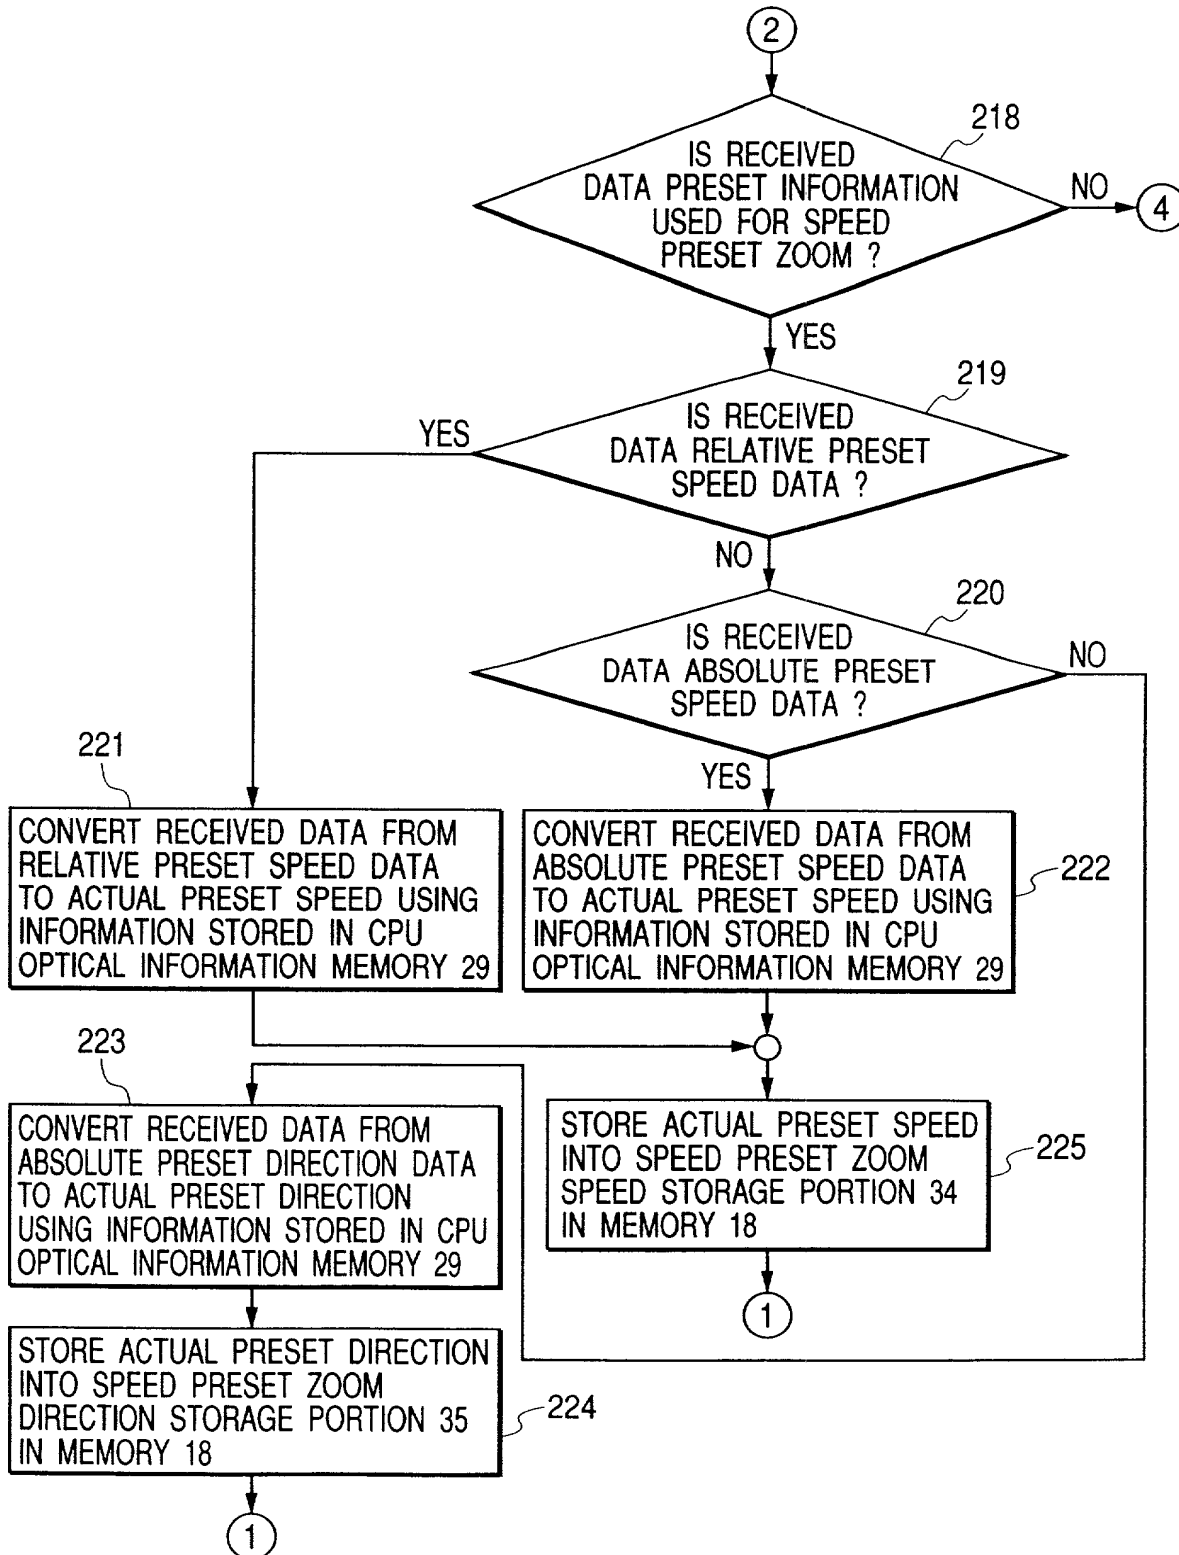 2
218
IS RECEIVED
DATA PRESET INFORMATION
USED FOR SPEED
PRESET ZOOM ?
NO
4
YES
219
IS RECEIVED
DATA RELATIVE PRESET
SPEED DATA ?
YES
NO
220
IS RECEIVED
DATA ABSOLUTE PRESET
SPEED DATA ?
NO
YES
221
CONVERT RECEIVED DATA FROM
RELATIVE PRESET SPEED DATA
TO ACTUAL PRESET SPEED USING
INFORMATION STORED IN CPU
OPTICAL INFORMATION MEMORY 29
CONVERT RECEIVED DATA FROM
ABSOLUTE PRESET SPEED DATA
TO ACTUAL PRESET SPEED USING
INFORMATION STORED IN CPU
OPTICAL INFORMATION MEMORY 29
222
223
CONVERT RECEIVED DATA FROM
ABSOLUTE PRESET DIRECTION DATA
TO ACTUAL PRESET DIRECTION
USING INFORMATION STORED IN CPU
OPTICAL INFORMATION MEMORY 29
STORE ACTUAL PRESET SPEED
INTO SPEED PRESET ZOOM
SPEED STORAGE PORTION 34
IN MEMORY 18
225
1
STORE ACTUAL PRESET DIRECTION
INTO SPEED PRESET ZOOM
DIRECTION STORAGE PORTION 35
IN MEMORY 18
224
1